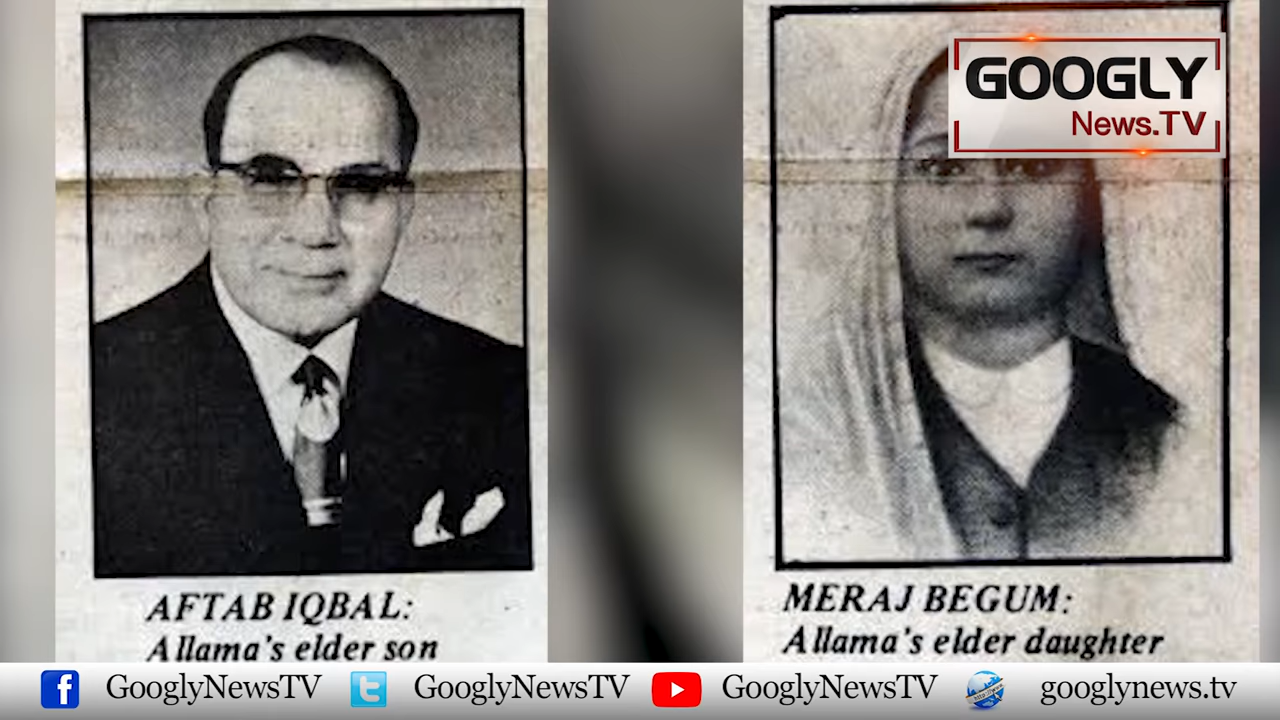 GOOGLY
News.TV
AFTAB IQBAL:
Allama's elder son
MERAJ BEGUM:
Allama's elder daughter
GooglyNewsTV
GooglyNewsTV
GooglyNewsTV
googlynews.tv